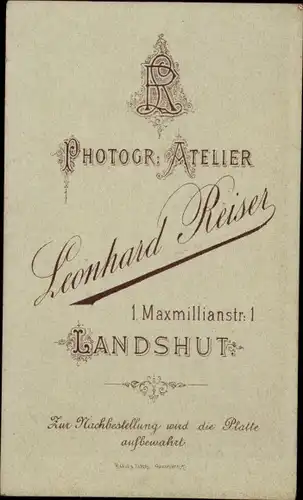 LR
PHOTOGR: ATELIER
Leonhard Reiser
1. Maxmillianstr: 1
LANDSHUT.
Zur Nachbestellung wird die Platte
aufbewahrt.